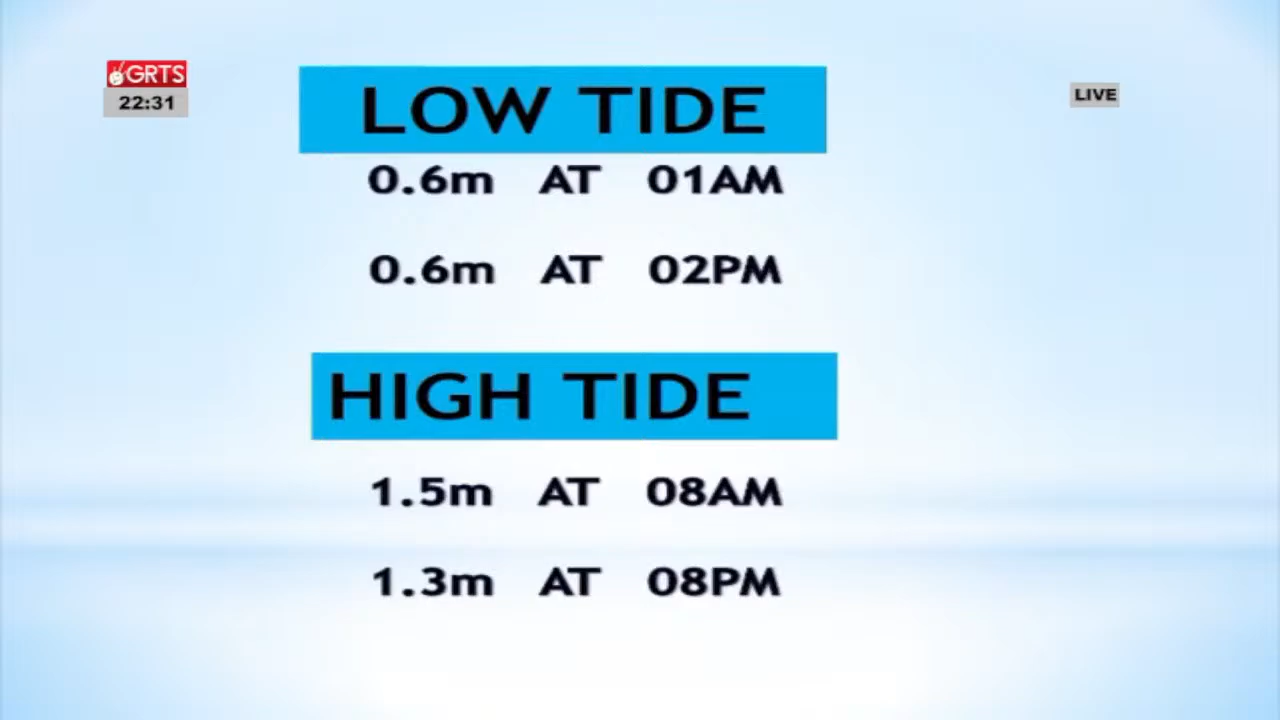 GRTS
22:31
LIVE
LOW TIDE
0.6m AT 01AM
0.6m AT 02PM
HIGH TIDE
1.5m AT 08AM
1.3m AT 08PM